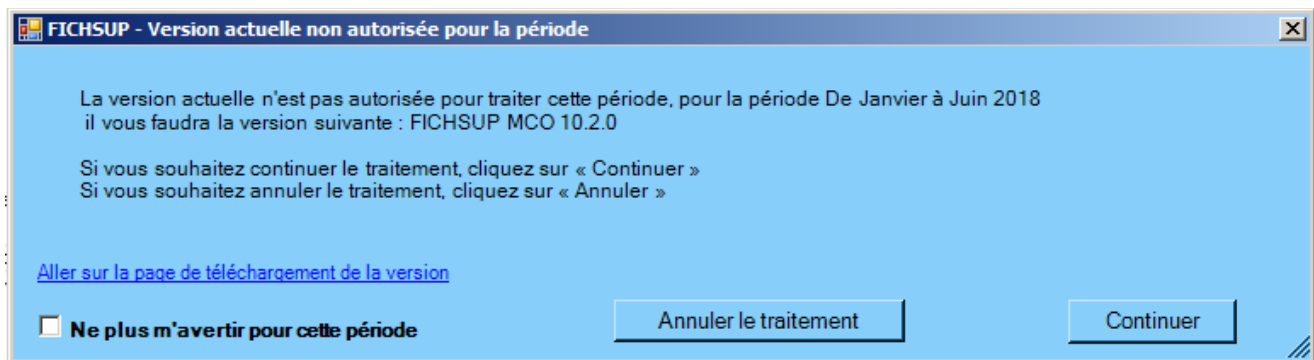 FICHSUP - Version actuelle non autorisée pour la période
La version actuelle n'est pas autorisée pour traiter cette période, pour la période De Janvier à Juin 2018
il vous faudra la version suivante : FICHSUP MCO 10.2.0
Si vous souhaitez continuer le traitement, cliquez sur « Continuer »
Si vous souhaitez annuler le traitement, cliquez sur « Annuler »
Aller sur la page de téléchargement de la version
Ne plus m'avertir pour cette période
Annuler le traitement
Continuer